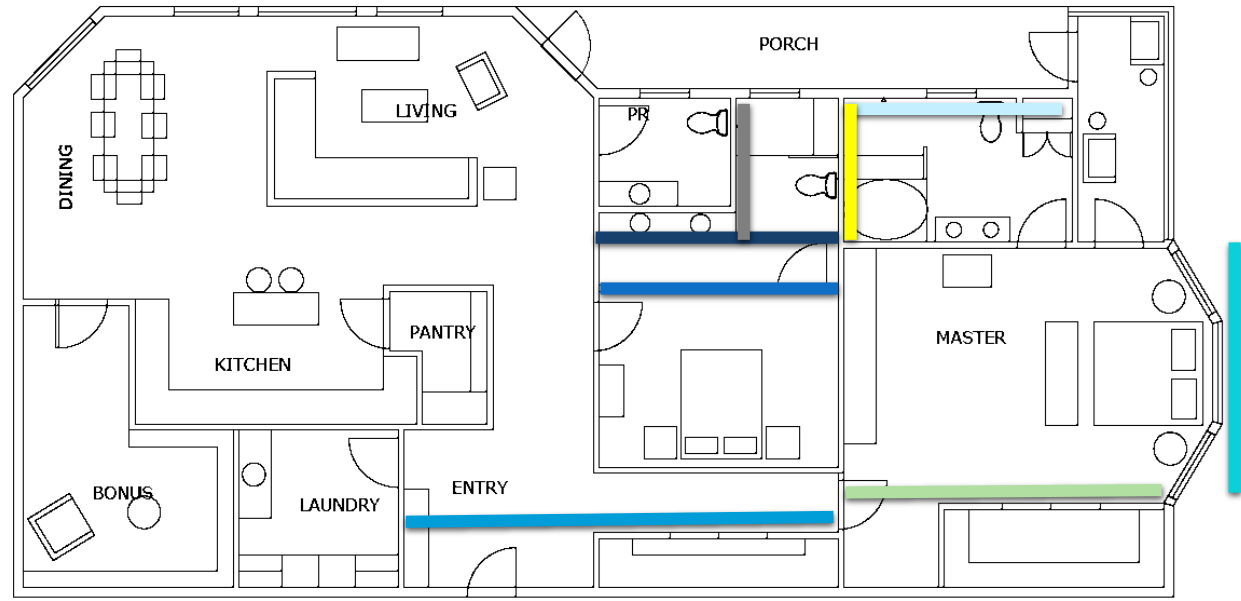 PORCH
PR
LIVING
DINING
PANTRY
MASTER
KITCHEN
BONUS
ENTRY
LAUNDRY